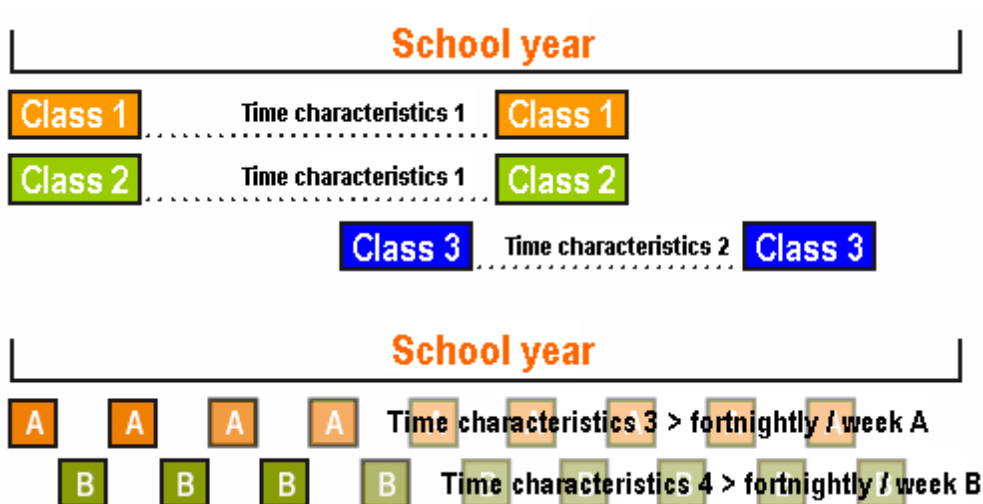 School year
Class 1 Time characteristics 1 Class 1
Class 2 Time characteristics 1 Class 2
Class 3 Time characteristics 2 Class 3
School year
A A A A A A A A A Time characteristics 3 > fortnightly / week A
B B B B B B B B B Time characteristics 4 > fortnightly / week B